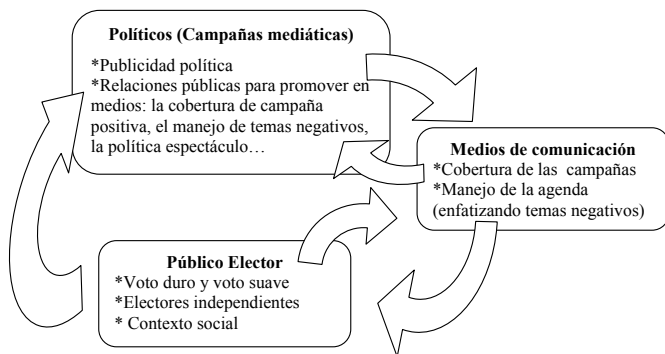 Políticos (Campañas mediáticas)
*Publicidad política
*Relaciones públicas para promover en
medios: la cobertura de campaña
positiva, el manejo de temas negativos,
la política espectáculo…
Medios de comunicación
*Cobertura de las campañas
*Manejo de la agenda
(enfatizando temas negativos)
Público Elector
*Voto duro y voto suave
*Electores independientes
* Contexto social